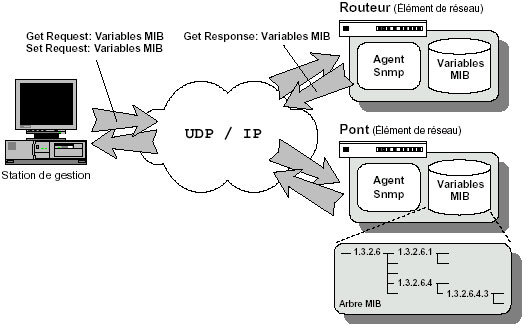 Get Request: Variables MIB
Set Request: Variables MIB
Get Response: Variables MIB
Station de gestion
UDP / IP
Routeur (Élément de réseau)
Agent
Snmp
Variables
MIB
Pont (Élément de réseau)
Agent
Snmp
Variables
MIB
1.3.2.6
1.3.2.6.1
1.3.2.6.4
1.3.2.6.4.3
Arbre MIB